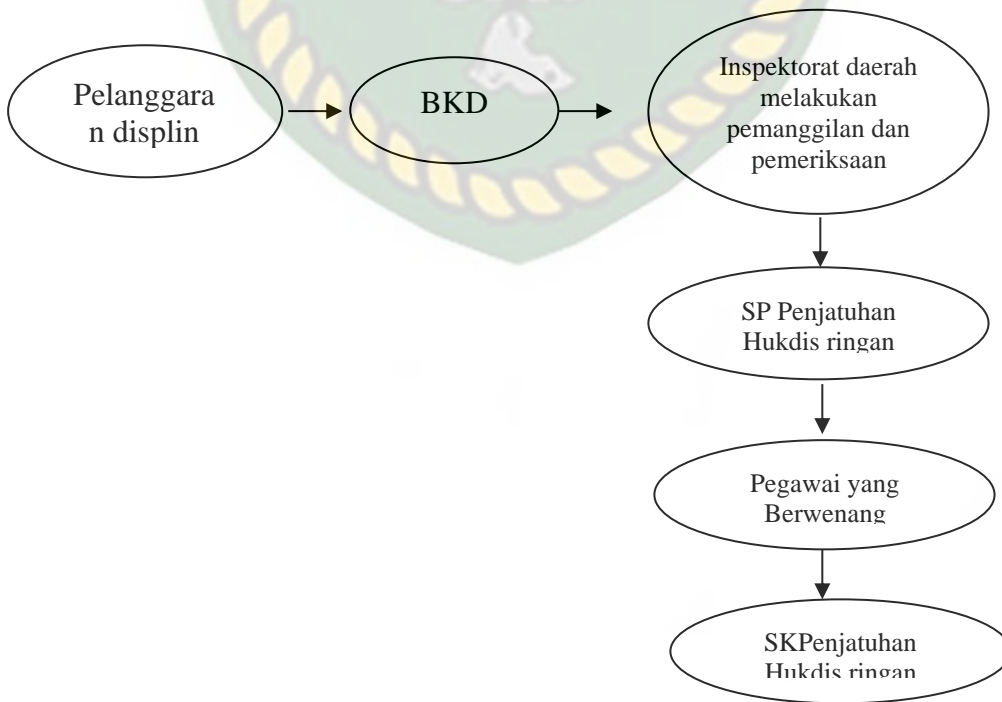 Pelanggara
n displin
BKD
Inspektorat daerah
melakukan
pemanggilan dan
pemeriksaan
SP Penjatuhan
Hukdis ringan
Pegawai yang
Berwenang
SKPenjatuhan
Hukdis ringan